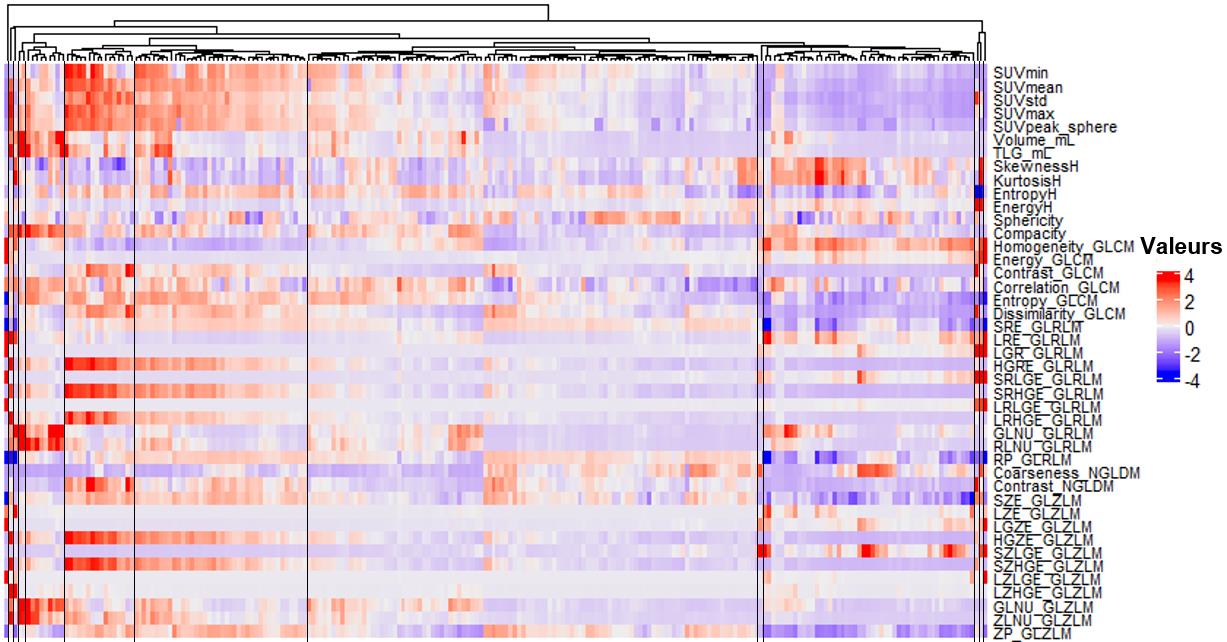 SUVmin
SUVmean
SUVstd
SUVmax
SUVpeak_sphere
Volume_mL
TLG_mL
SkewnessH
KurtosisH
EntropyH
EnergyH
Sphericity
Compacity
Homogeneity_GLCM
Energy_GLCM
Contrast_GLCM
Correlation_GLCM
Entropy_GLCM
Dissimilarity_GLCM
SRE_GLRLM
LRE_GLRLM
LGR_GLRLM
HGRE_GLRLM
SRLGE_GLRLM
SRHGE_GLRLM
LRLGE_GLRLM
LRHGE_GLRLM
GLNU_GLRLM
RLNU_GLRLM
RP_GLRLM
Coarseness_NGLDM
Contrast_NGLDM
SZE_GLZLM
LZE_GLZLM
LGZE_GLZLM
HGZE_GLZLM
SZLGE_GLZLM
SZHGE_GLZLM
LZLGE_GLZLM
LZHGE_GLZLM
GLNU_GLZLM
ZLNU_GLZLM
ZP_GLZLM
Valeurs
4
2
0
-2
-4